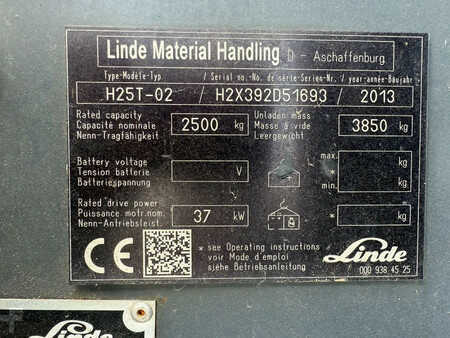 Linde Material Handling D - Aschaffenburg
Type-Modèle-Typ / Serial no.-No. de série-Serien-Nr. / year-année-Baujahr
H25T-02 / H2X392D51693 / 2013
Rated capacity
Capacité nominale 2500 kg
Nenn-Tragfähigkeit
Unladen mass
Masse à vide 3850 kg
Leergewicht
Battery voltage
Tension batterie V
Batteriespannung
max. kg
*
min. kg
Rated drive power
Puissance motr.nom. 37 kW
Nenn-Antriebsleist.
* kg
CE
* see Operating instructions
voir Mode d'emploi
siehe Betriebsanleitung
Linde
000 938 45 25
Linde